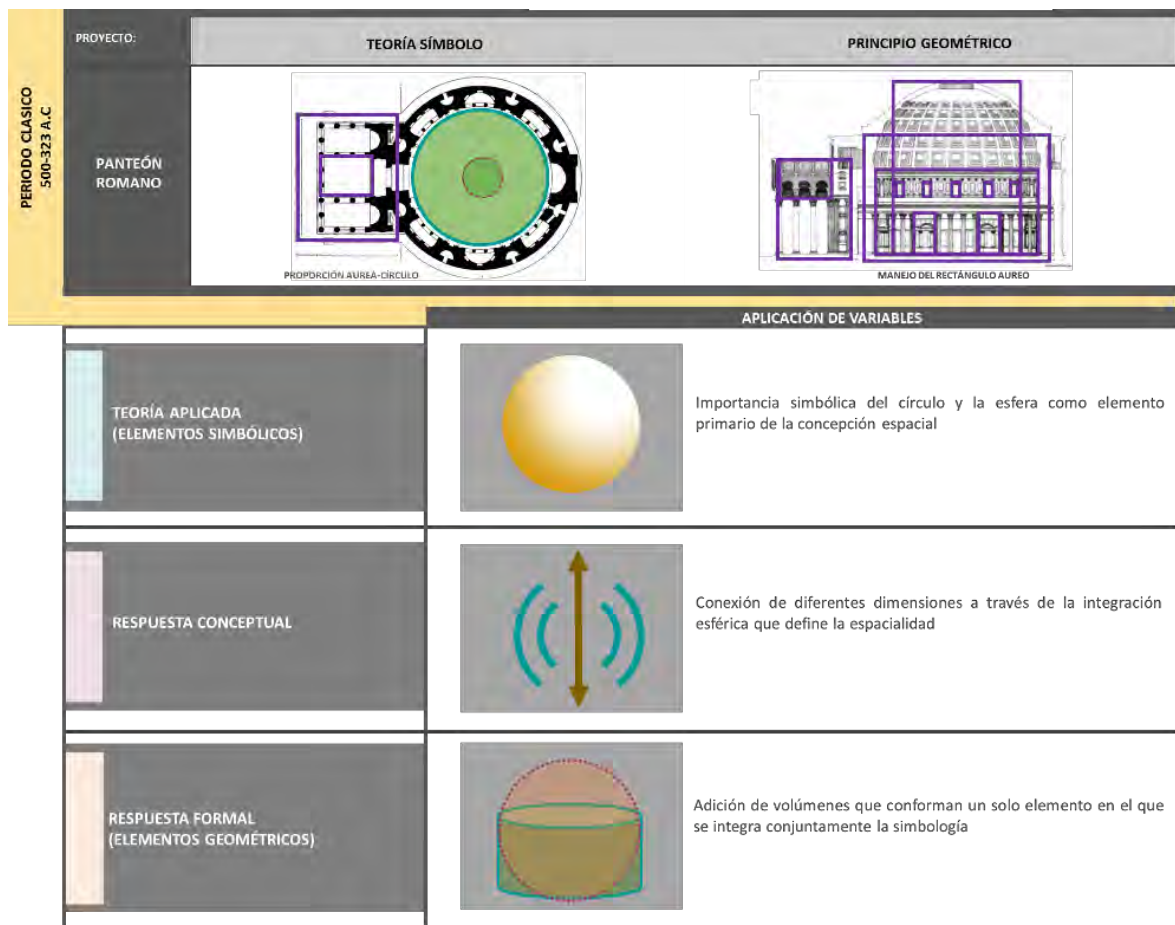 PERIODO CLÁSICO
500-323 A.C
PROYECTO:
TEORÍA SÍMBOLO
PRINCIPIO GEOMÉTRICO
PANTEÓN
ROMANO
PROPORCIÓN AUREA-CÍRCULO
MANEJO DEL RECTÁNGULO AUREO
APLICACIÓN DE VARIABLES
TEORÍA APLICADA
(ELEMENTOS SIMBÓLICOS)
Importancia simbólica del círculo y la esfera como elemento
primario de la concepción espacial
RESPUESTA CONCEPTUAL
Conexión de diferentes dimensiones a través de la integración
esférica que define la espacialidad
RESPUESTA FORMAL
(ELEMENTOS GEOMÉTRICOS)
Adición de volúmenes que conforman un solo elemento en el que
se integra conjuntamente la simbología